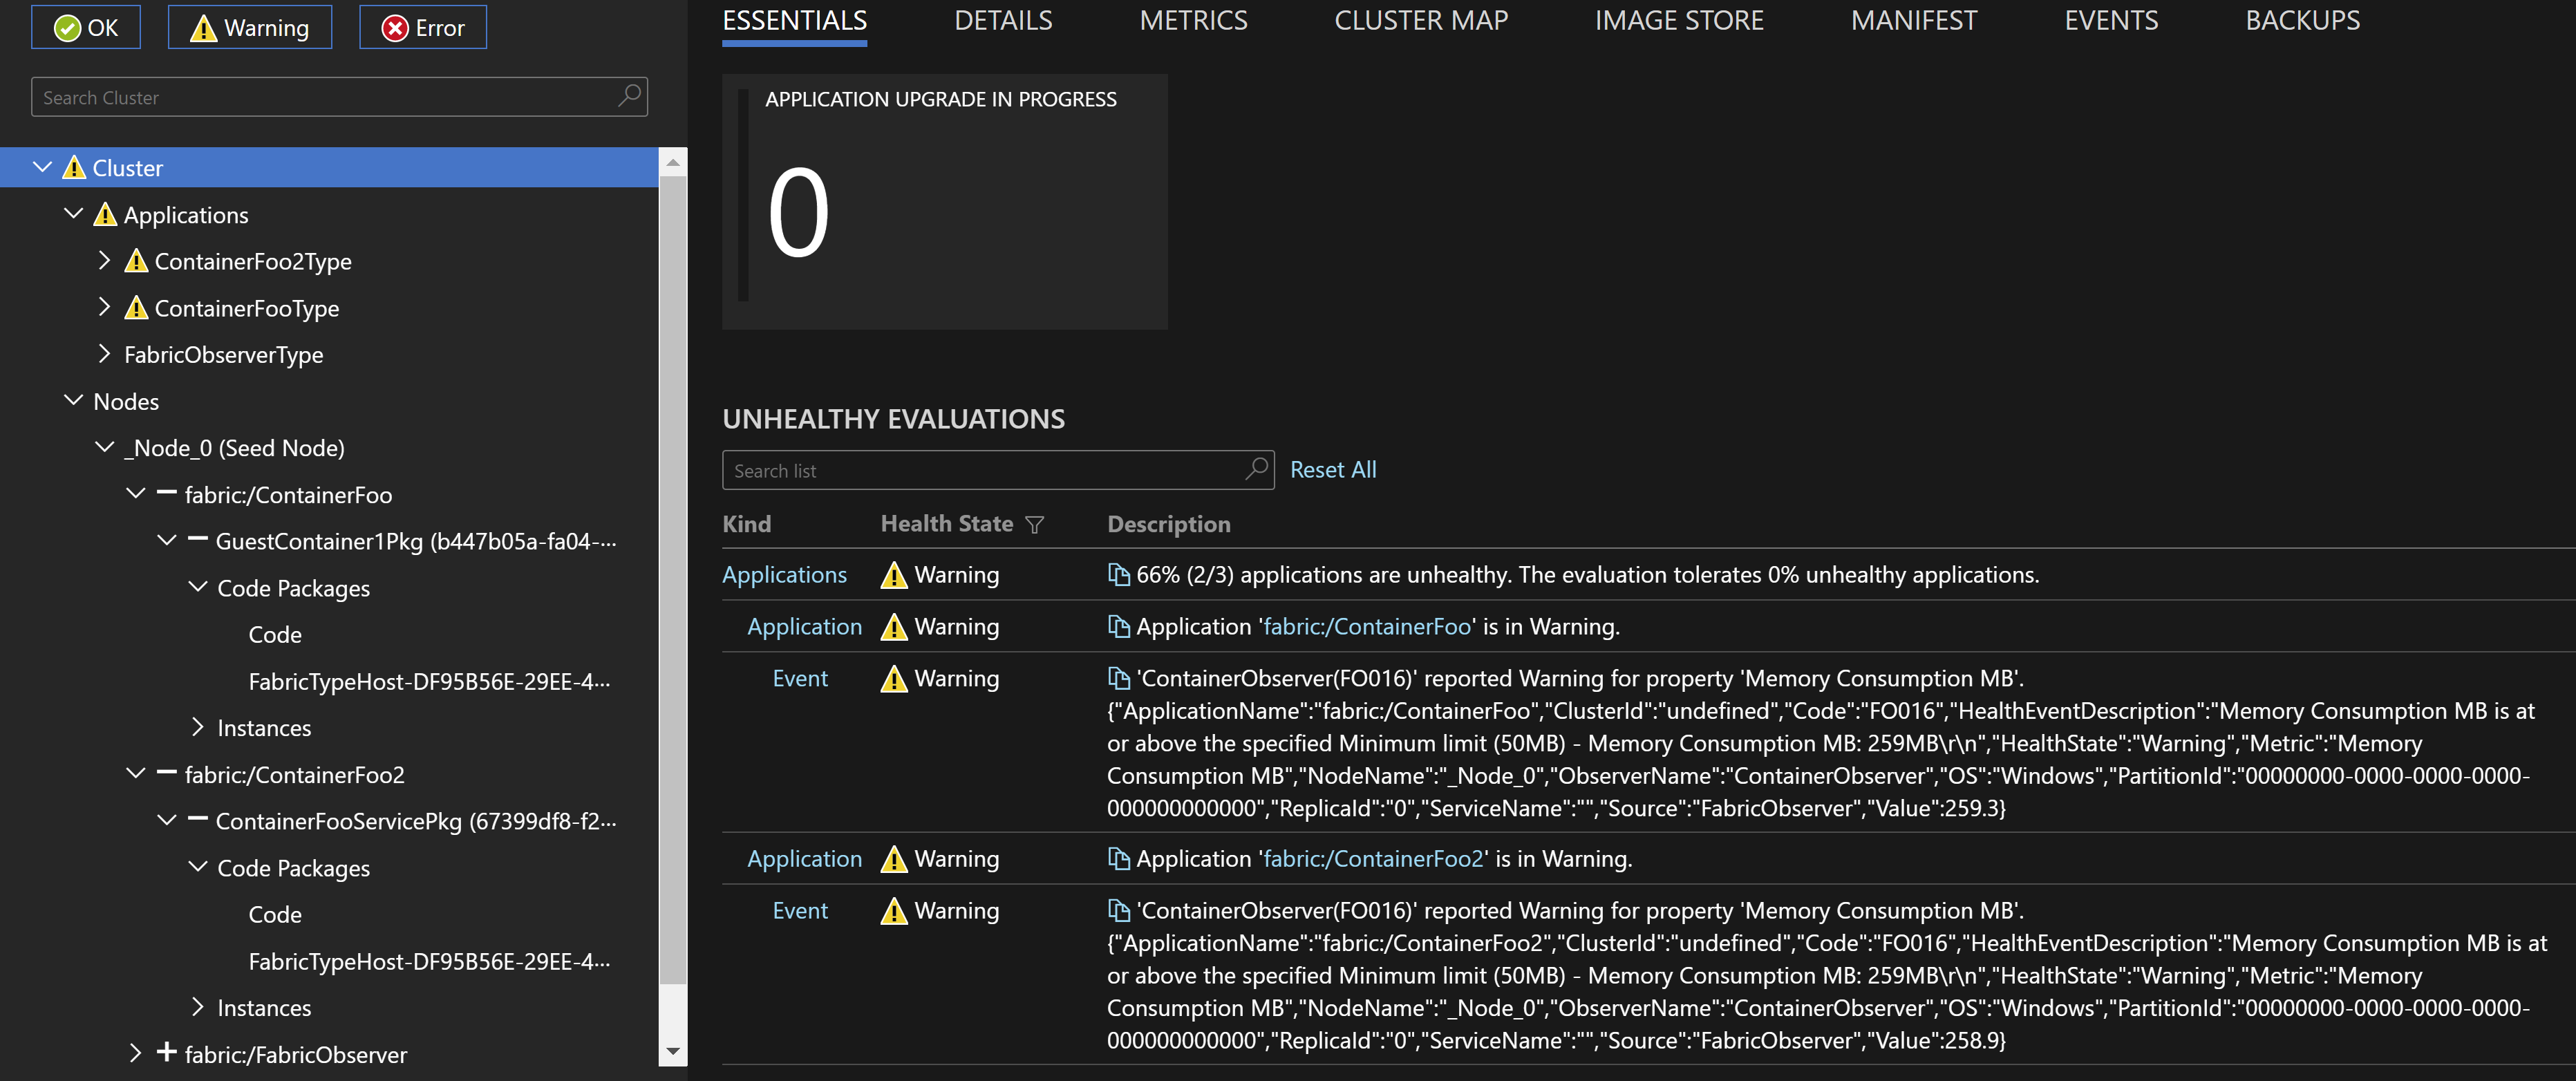 OK
Warning
Error
Search Cluster
Cluster
Applications
ContainerFoo2Type
ContainerFooType
FabricObserverType
Nodes
_Node_0 (Seed Node)
fabric:/ContainerFoo
GuestContainer1Pkg (b447b05a-fa04-...
Code Packages
Code
FabricTypeHost-DF95B56E-29EE-4...
Instances
fabric:/ContainerFoo2
ContainerFooServicePkg (67399df8-f2...
Code Packages
Code
FabricTypeHost-DF95B56E-29EE-4...
Instances
fabric:/FabricObserver
ESSENTIALS DETAILS METRICS CLUSTER MAP IMAGE STORE MANIFEST EVENTS BACKUPS
APPLICATION UPGRADE IN PROGRESS
0
UNHEALTHY EVALUATIONS
Search list Reset All
Kind Health State Description
Applications Warning 66% (2/3) applications are unhealthy. The evaluation tolerates 0% unhealthy applications.
Application Warning Application 'fabric:/ContainerFoo' is in Warning.
Event Warning 'ContainerObserver(FO016)' reported Warning for property 'Memory Consumption MB'.
{"ApplicationName":"fabric:/ContainerFoo","ClusterId":"undefined","Code":"FO016","HealthEventDescription":"Memory Consumption MB is at
or above the specified Minimum limit (50MB) - Memory Consumption MB: 259MB\r\n","HealthState":"Warning","Metric":"Memory
Consumption MB","NodeName":"_Node_0","ObserverName":"ContainerObserver","OS":"Windows","PartitionId":"00000000-0000-0000-0000-
000000000000","ReplicaId":"0","ServiceName":"","Source":"FabricObserver","Value":259.3}
Application Warning Application 'fabric:/ContainerFoo2' is in Warning.
Event Warning 'ContainerObserver(FO016)' reported Warning for property 'Memory Consumption MB'.
{"ApplicationName":"fabric:/ContainerFoo2","ClusterId":"undefined","Code":"FO016","HealthEventDescription":"Memory Consumption MB is at
or above the specified Minimum limit (50MB) - Memory Consumption MB: 259MB\r\n","HealthState":"Warning","Metric":"Memory
Consumption MB","NodeName":"_Node_0","ObserverName":"ContainerObserver","OS":"Windows","PartitionId":"00000000-0000-0000-0000-
000000000000","ReplicaId":"0","ServiceName":"","Source":"FabricObserver","Value":258.9}